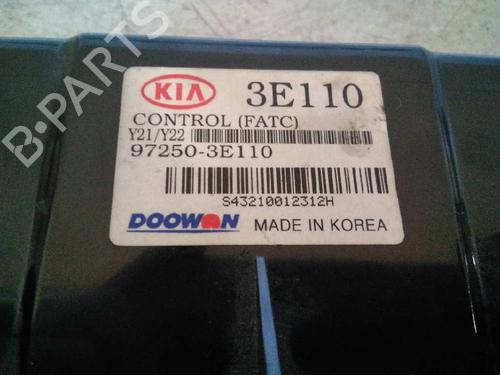 KIA 3E110
CONTROL (FATC)
Y21/Y22
97250-3E110
S43210012312H
DOOWON MADE IN KOREA
B-PARTS